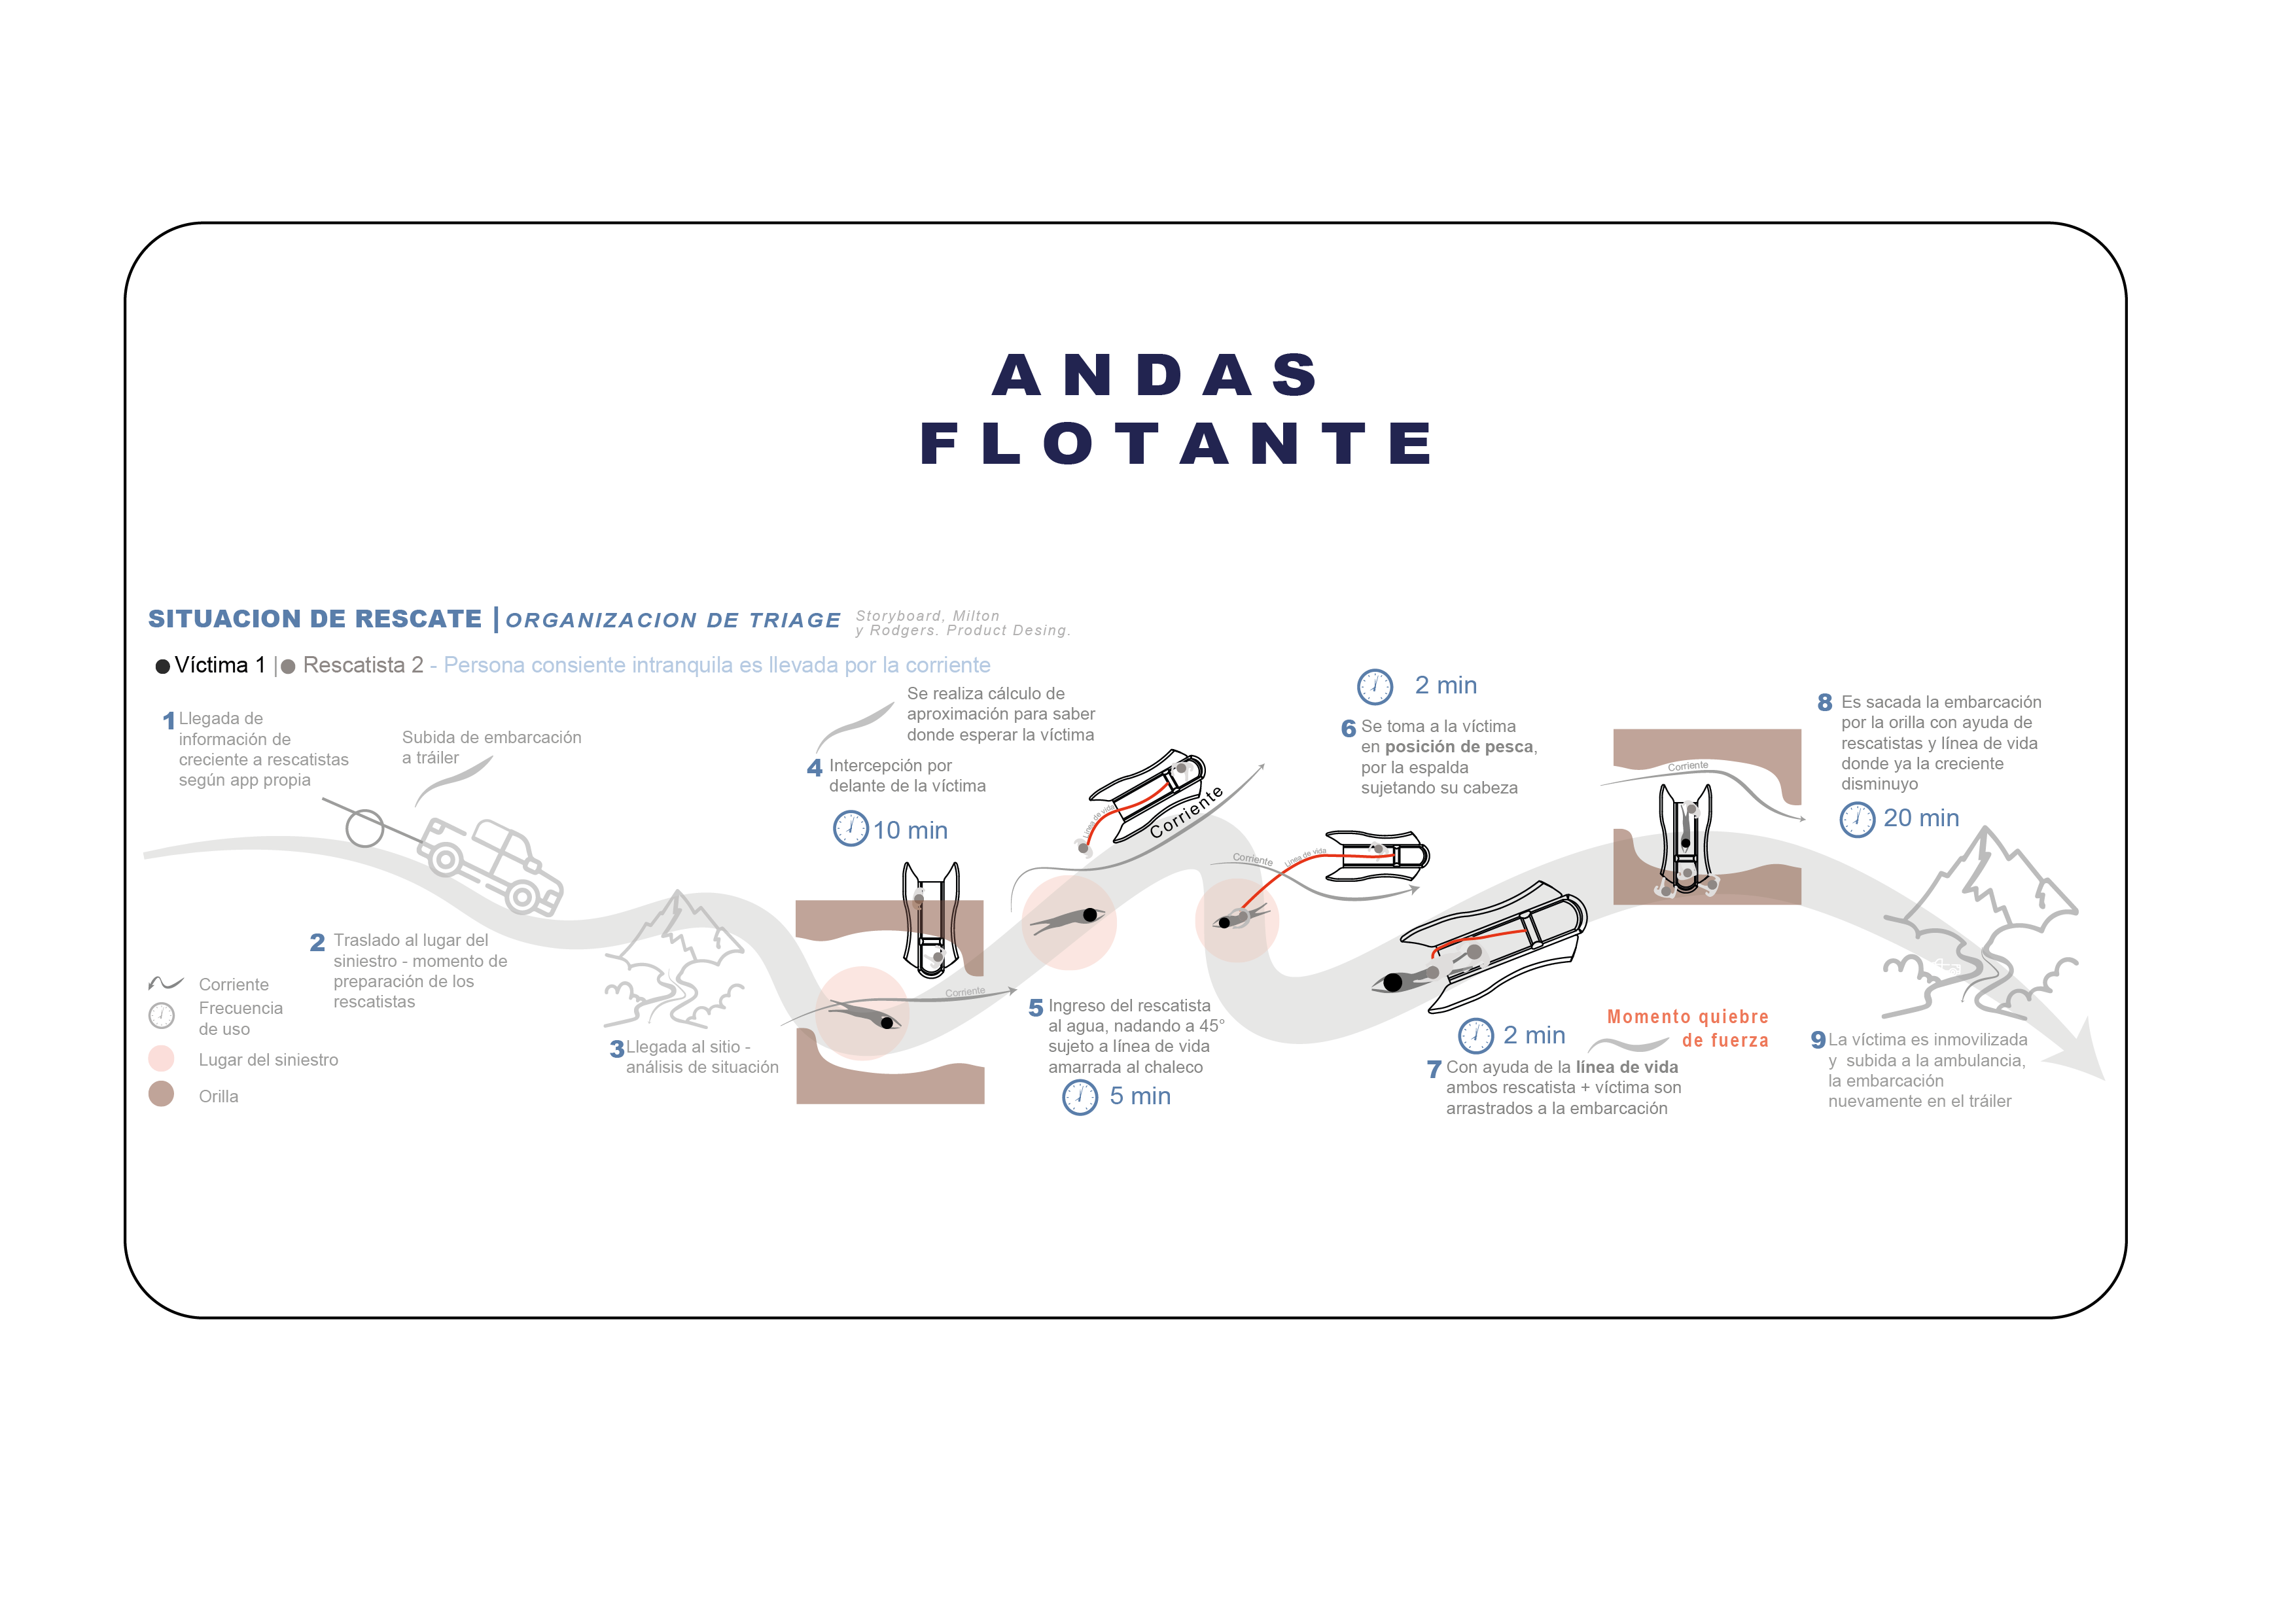 ANDAS
FLOTANTE
SITUACION DE RESCATE | ORGANIZACION DE TRIAGE
Storyboard, Milton
y Rodgers. Product Desing.
Víctima 1 | Rescatista 2 - Persona consiente intranquila es llevada por la corriente
1 Llegada de
información de
creciente a rescatistas
según app propia
Subida de embarcación
a tráiler
2 Traslado al lugar del
siniestro - momento de
preparación de los
rescatistas
Corriente
Frecuencia
de uso
Lugar del siniestro
Orilla
3 Llegada al sitio -
análisis de situación
Se realiza cálculo de
aproximación para saber
donde esperar la víctima
4 Intercepción por
delante de la víctima
10 min
Corriente
Línea de vida
Corriente
5 Ingreso del rescatista
al agua, nadando a 45°
sujeto a línea de vida
amarrada al chaleco
5 min
2 min
6 Se toma a la víctima
en posición de pesca,
por la espalda
sujetando su cabeza
Corriente
Línea de vida
2 min
Momento quiebre
de fuerza
7 Con ayuda de la línea de vida
ambos rescatista + víctima son
arrastrados a la embarcación
Corriente
8 Es sacada la embarcación
por la orilla con ayuda de
rescatistas y línea de vida
donde ya la creciente
disminuyo
20 min
9 La víctima es inmovilizada
y subida a la ambulancia,
la embarcación
nuevamente en el tráiler